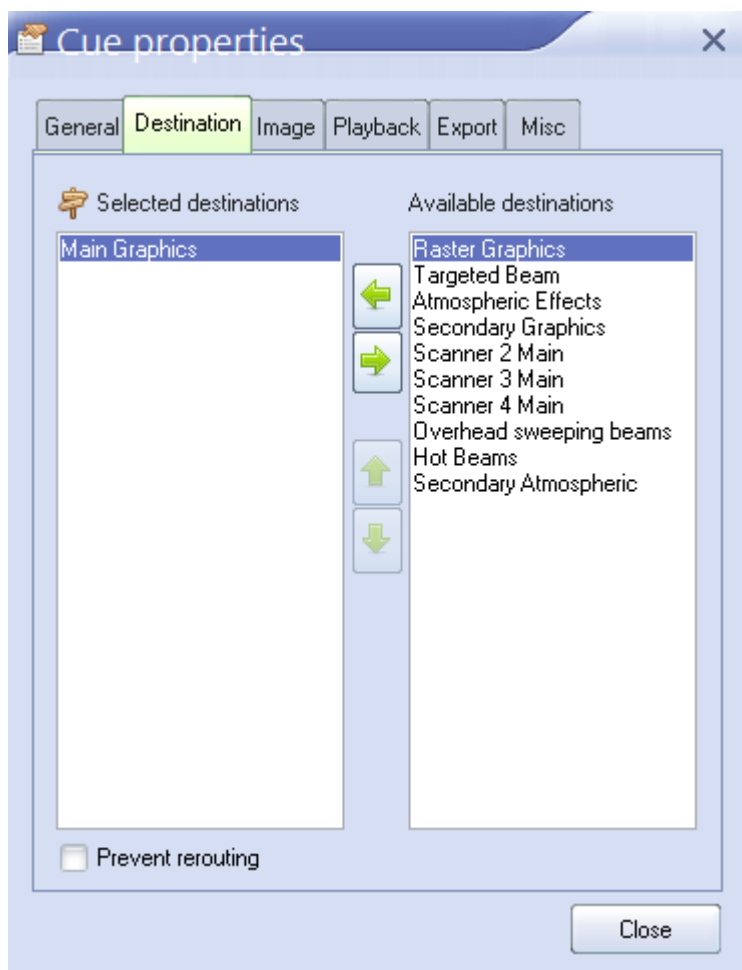 Cue properties
General Destination Image Playback Export Misc
Selected destinations
Main Graphics
Available destinations
Raster Graphics
Targeted Beam
Atmospheric Effects
Secondary Graphics
Scanner 2 Main
Scanner 3 Main
Scanner 4 Main
Overhead sweeping beams
Hot Beams
Secondary Atmospheric
Prevent rerouting
Close